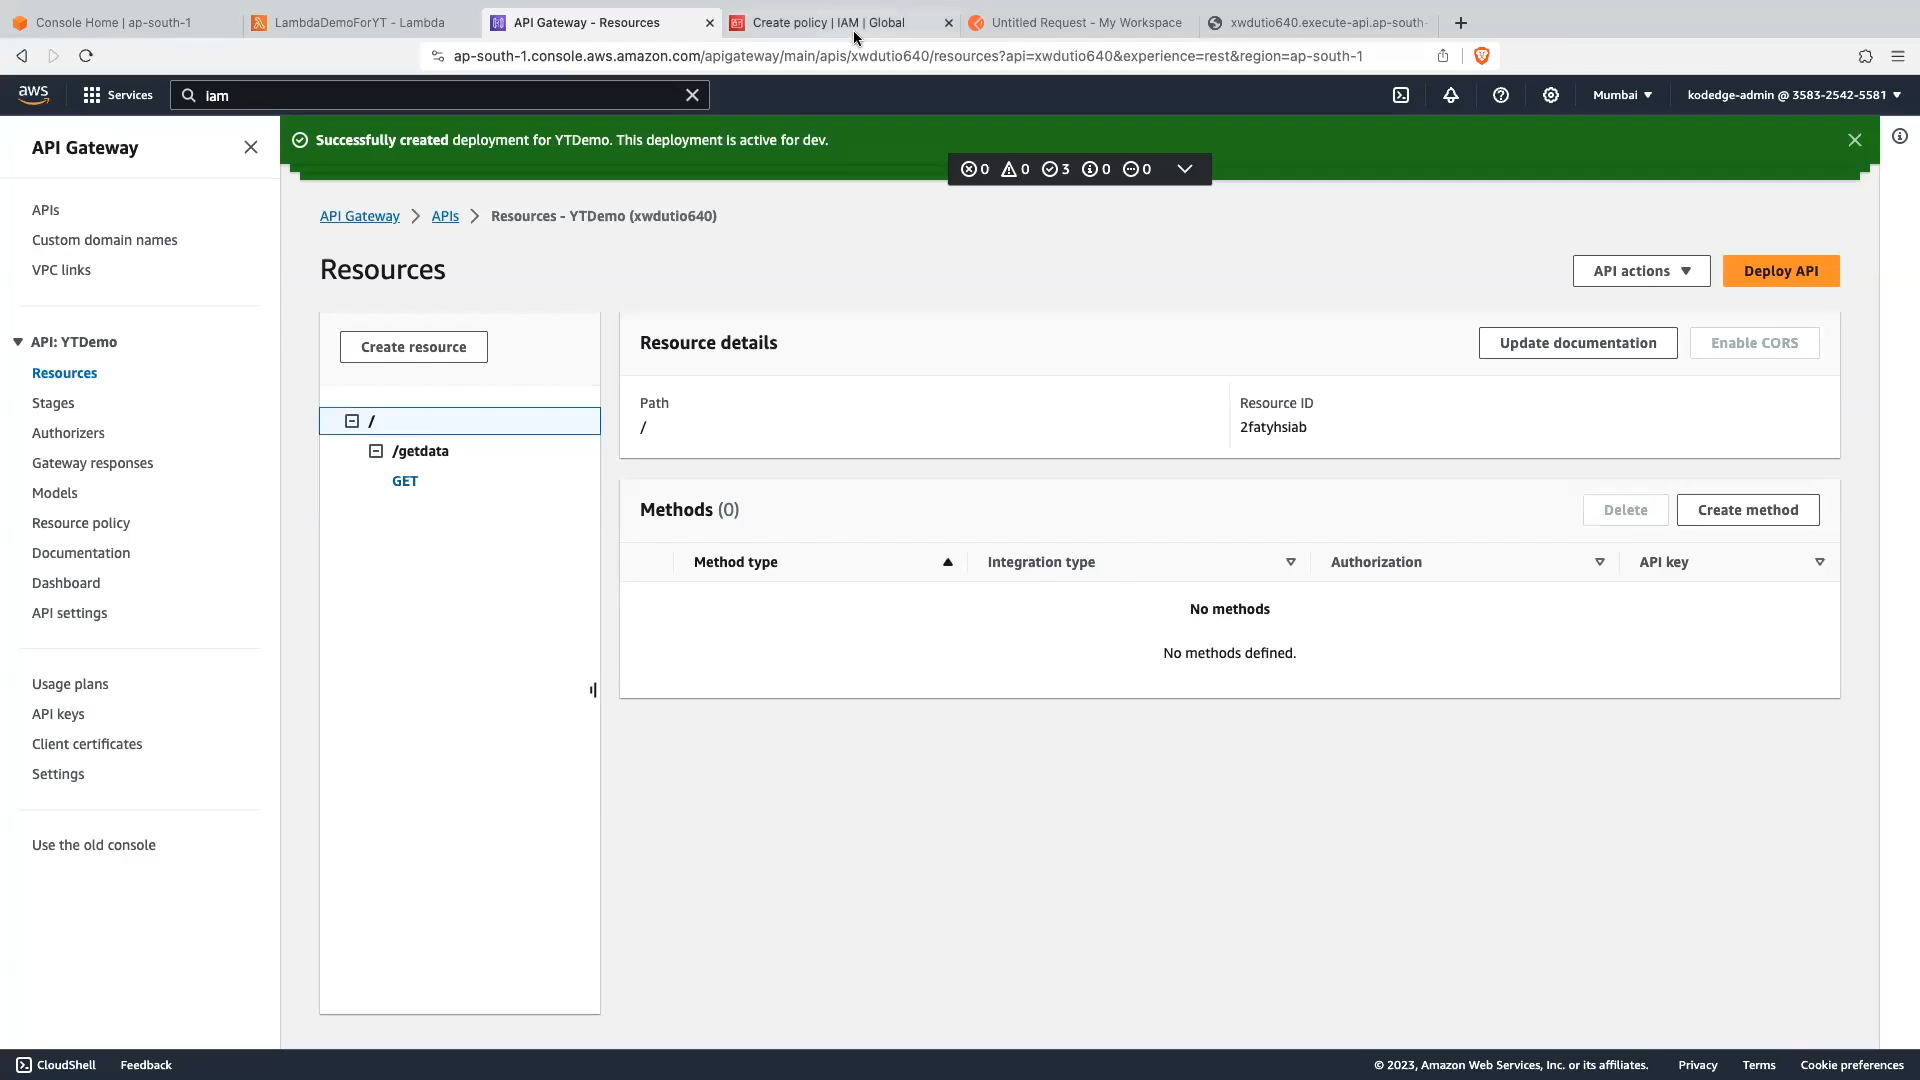 Console Home | ap-south-1
LambdaDemoForYT - Lambda
API Gateway - Resources
Create policy | IAM | Global
Untitled Request - My Workspace
xwdutio640.execute-api.ap-south-
ap-south-1.console.aws.amazon.com/apigateway/main/apis/xwdutio640/resources?api=xwdutio640&experience=rest&region=ap-south-1
aws
Services
iam
Mumbai
kodedge-admin @ 3583-2542-5581
API Gateway
Successfully created deployment for YTDemo. This deployment is active for dev.
0 0 3 0 0
APIs
Custom domain names
VPC links
API: YTDemo
Resources
Stages
Authorizers
Gateway responses
Models
Resource policy
Documentation
Dashboard
API settings
Usage plans
API keys
Client certificates
Settings
Use the old console
API Gateway > APIs > Resources - YTDemo (xwdutio640)
Resources
API actions
Deploy API
Create resource
/
/getdata
GET
Resource details
Update documentation
Enable CORS
Path
/
Resource ID
2fatyhsiab
Methods (0)
Delete
Create method
Method type
Integration type
Authorization
API key
No methods
No methods defined.
CloudShell
Feedback
© 2023, Amazon Web Services, Inc. or its affiliates.
Privacy
Terms
Cookie preferences